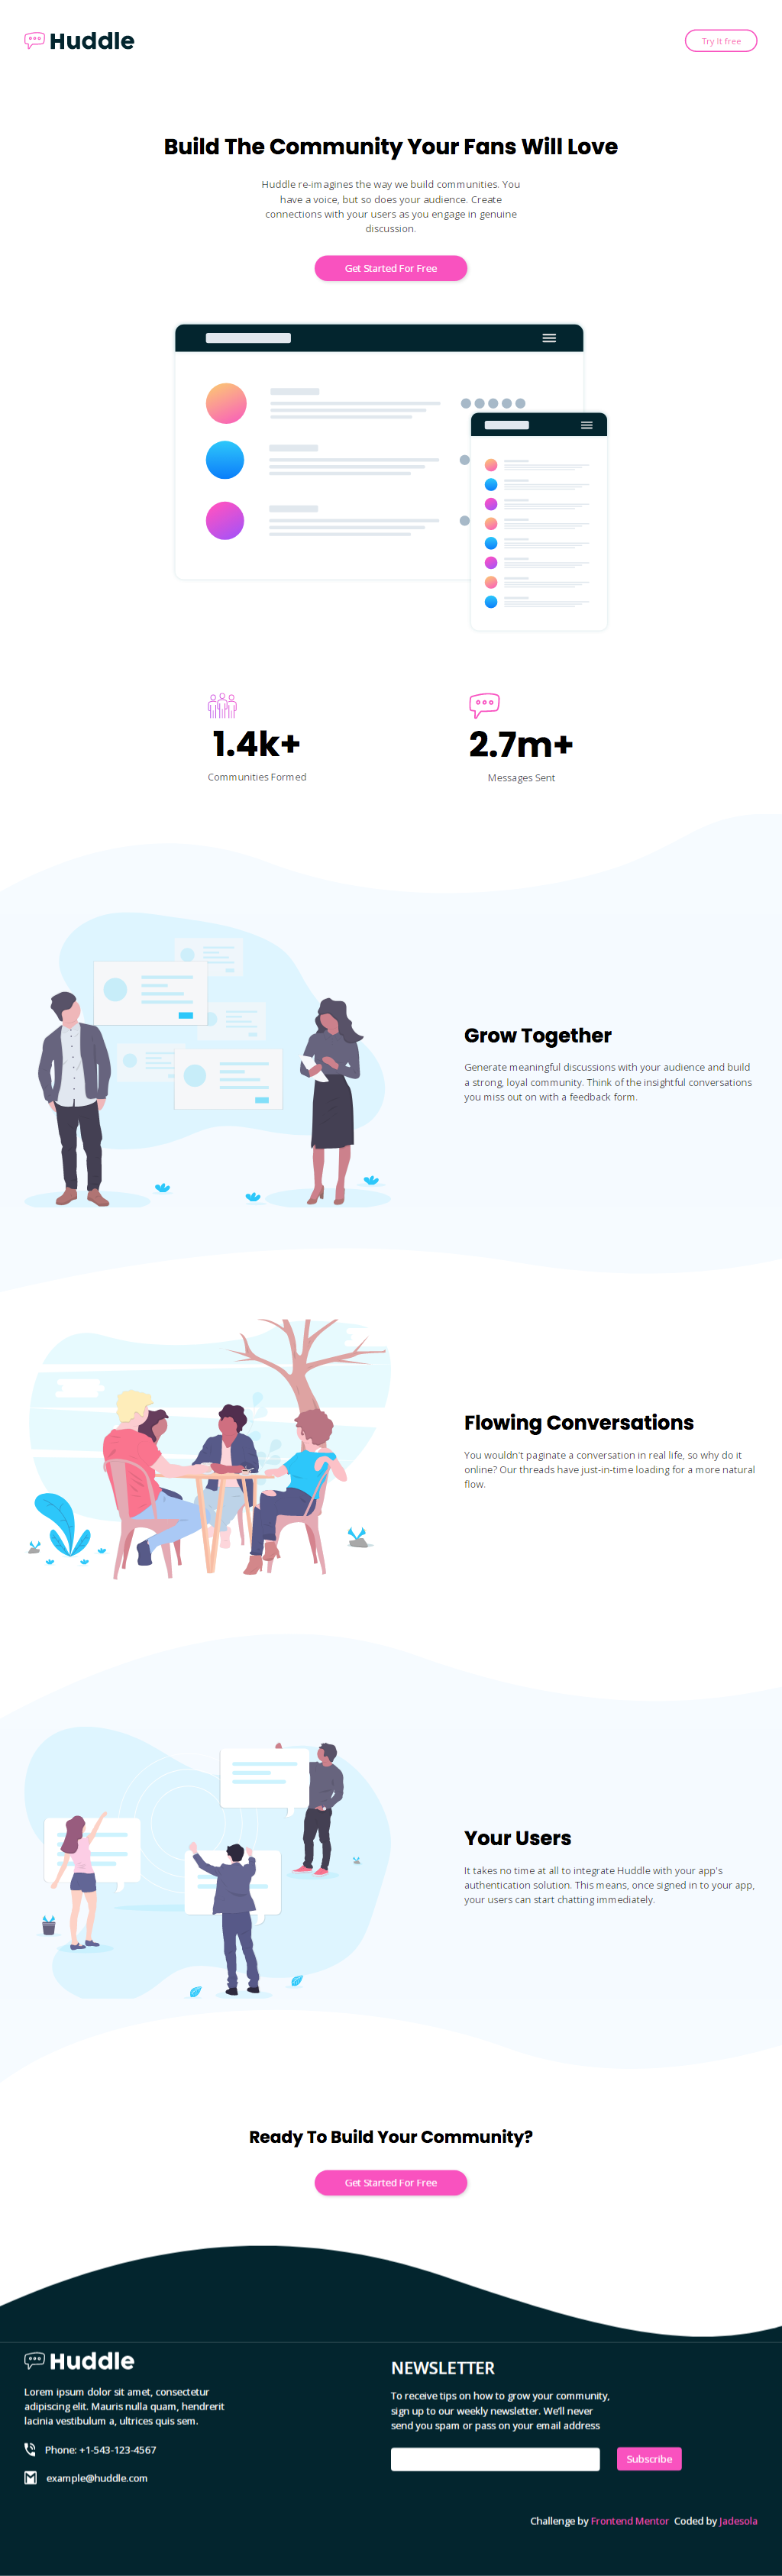 Huddle
Try It free
Build The Community Your Fans Will Love
Huddle re-imagines the way we build communities. You
have a voice, but so does your audience. Create
connections with your users as you engage in genuine
discussion.
Get Started For Free
1.4k+
Communities Formed
2.7m+
Messages Sent
Grow Together
Generate meaningful discussions with your audience and build
a strong, loyal community. Think of the insightful conversations
you miss out on with a feedback form.
Flowing Conversations
You wouldn't paginate a conversation in real life, so why do it
online? Our threads have just-in-time loading for a more natural
flow.
Your Users
It takes no time at all to integrate Huddle with your app's
authentication solution. This means, once signed in to your app,
your users can start chatting immediately.
Ready To Build Your Community?
Get Started For Free
Huddle
Lorem ipsum dolor sit amet, consectetur
adipiscing elit. Mauris nulla quam, hendrerit
lacinia vestibulum a, ultrices quis sem.
Phone: +1-543-123-4567
example@huddle.com
NEWSLETTER
To receive tips on how to grow your community,
sign up to our weekly newsletter. We'll never
send you spam or pass on your email address
Subscribe
Challenge by Frontend Mentor Coded by Jadesola